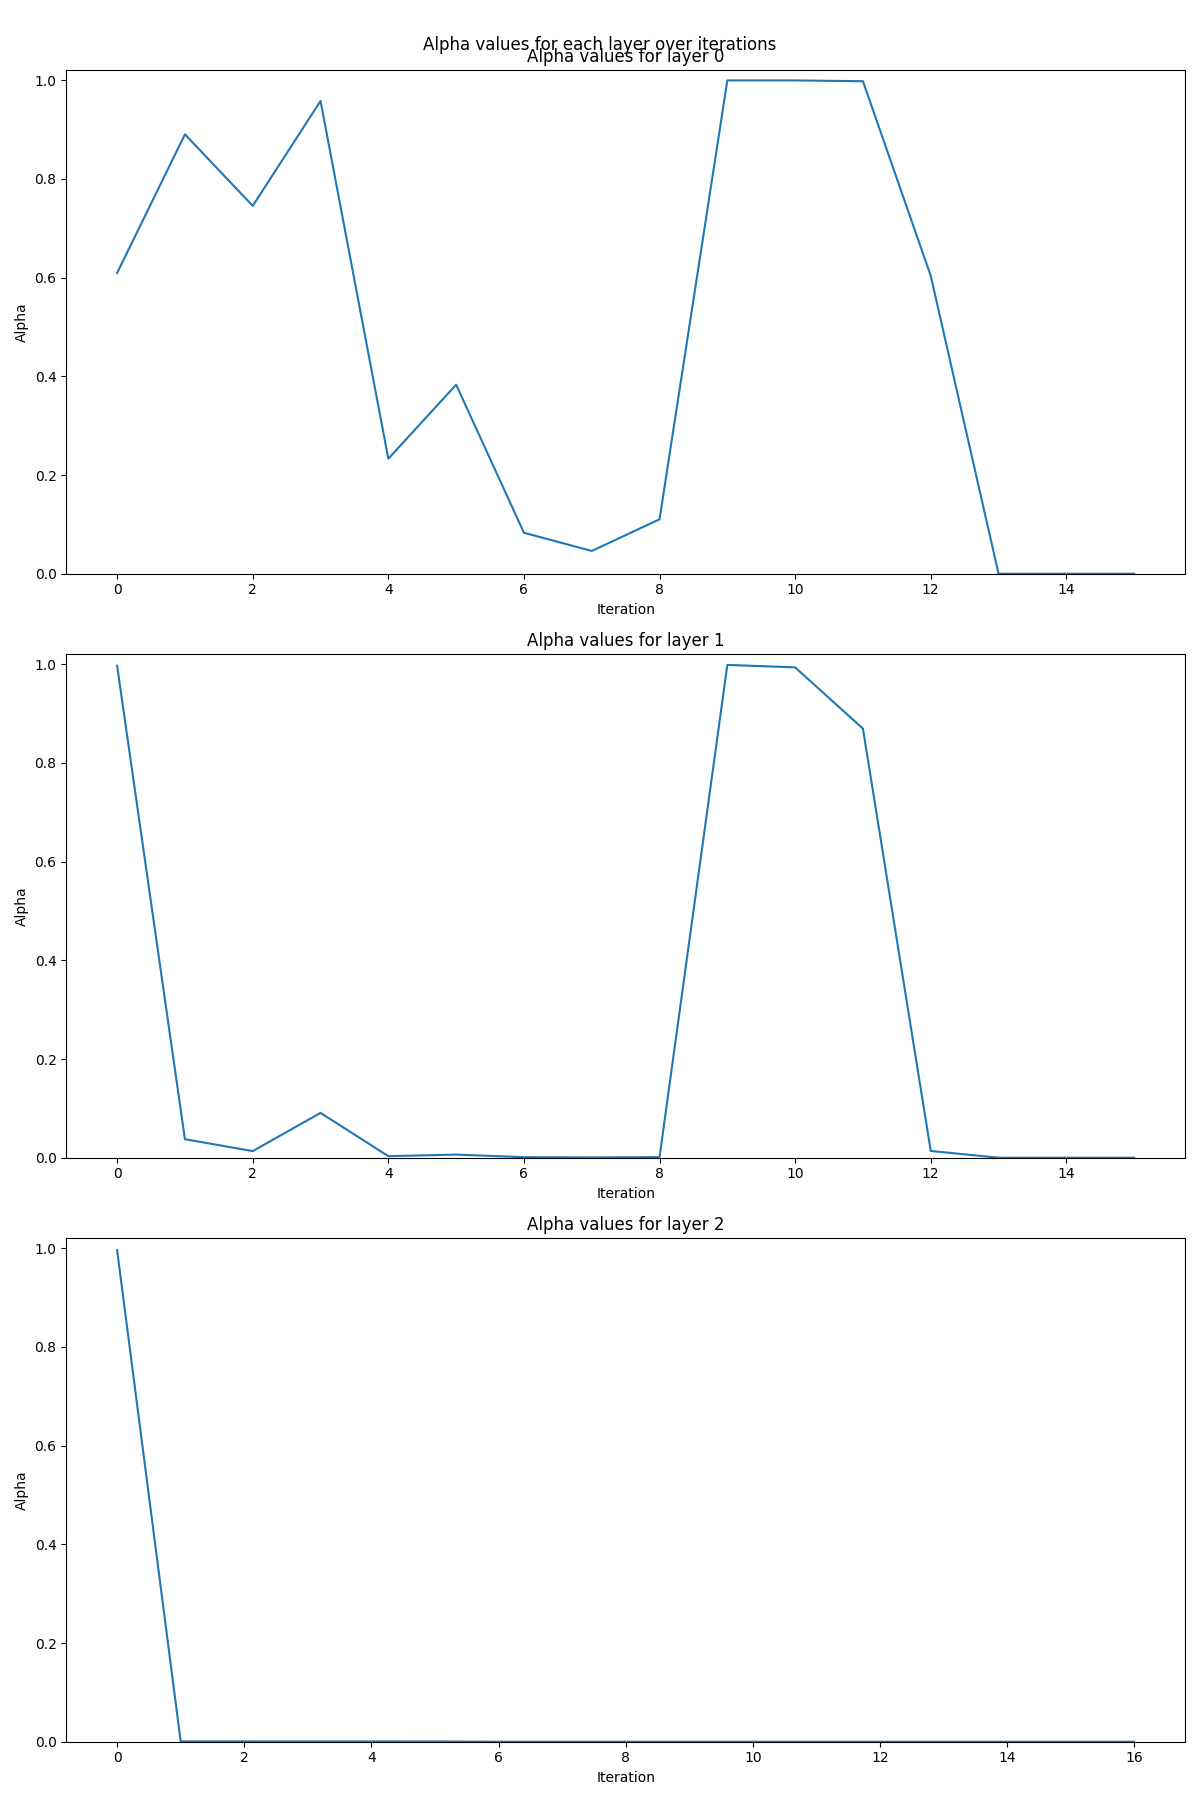 Alpha values for each layer over iterations
Alpha values for layer 0
1.0
0.8
0.6
0.4
0.2
0.0
Alpha
0 2 4 6 8 10 12 14
Iteration
Alpha values for layer 1
1.0
0.8
0.6
0.4
0.2
0.0
Alpha
0 2 4 6 8 10 12 14
Iteration
Alpha values for layer 2
1.0
0.8
0.6
0.4
0.2
0.0
Alpha
0 2 4 6 8 10 12 14 16
Iteration